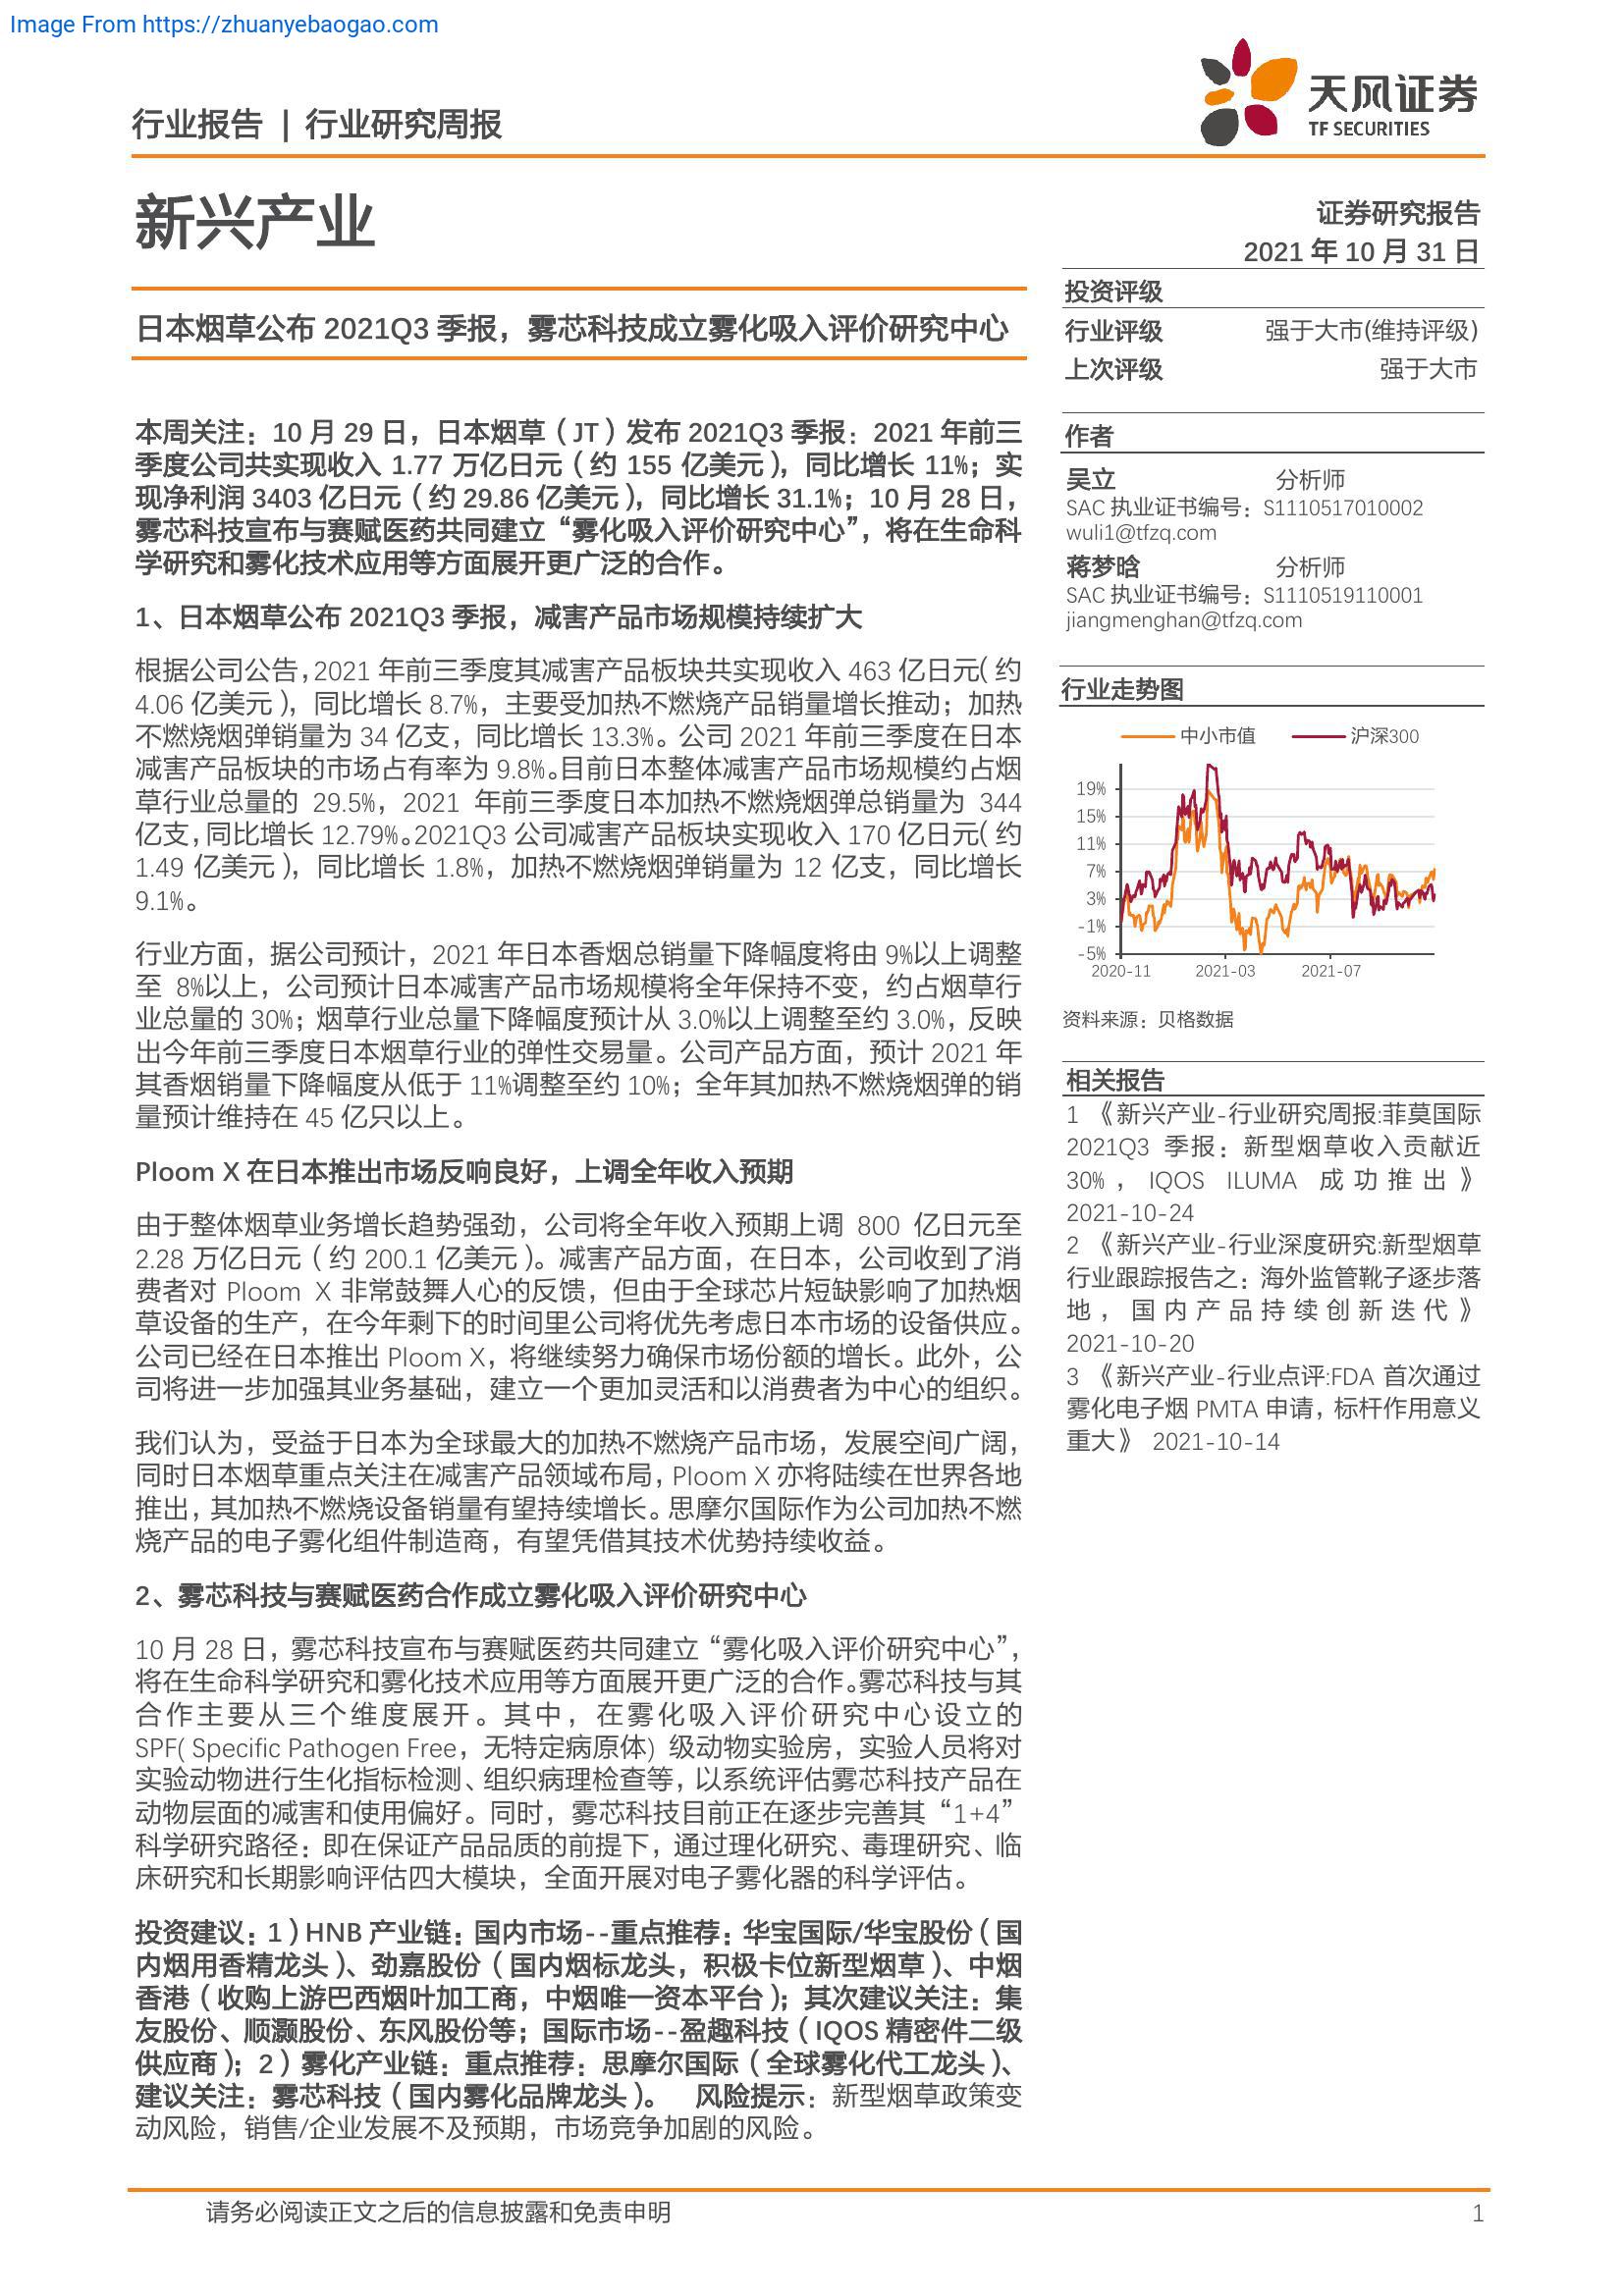 Image From https://zhuanyebaogao.com
行业报告 | 行业研究周报
天风证券
TF SECURITIES
新兴产业
证券研究报告
2021 年 10 月 31 日
日本烟草公布 2021Q3 季报，雾芯科技成立雾化吸入评价研究中心
投资评级
行业评级 强于大市(维持评级)
上次评级 强于大市
本周关注：10 月 29 日，日本烟草（JT）发布 2021Q3 季报：2021 年前三
季度公司共实现收入 1.77 万亿日元（约 155 亿美元），同比增长 11%；实
现净利润 3403 亿日元（约 29.86 亿美元），同比增长 31.1%；10 月 28 日，
雾芯科技宣布与赛赋医药共同建立“雾化吸入评价研究中心”，将在生命科
学研究和雾化技术应用等方面展开更广泛的合作。
1、日本烟草公布 2021Q3 季报，减害产品市场规模持续扩大
根据公司公告，2021 年前三季度其减害产品板块共实现收入 463 亿日元（约
4.06 亿美元），同比增长 8.7%，主要受加热不燃烧产品销量增长推动；加热
不燃烧烟弹销量为 34 亿支，同比增长 13.3%。公司 2021 年前三季度在日本
减害产品板块的市场占有率为 9.8%。目前日本整体减害产品市场规模约占烟
草行业总量的 29.5%，2021 年前三季度日本加热不燃烧烟弹总销量为 344
亿支，同比增长 12.79%。2021Q3 公司减害产品板块实现收入 170 亿日元（约
1.49 亿美元），同比增长 1.8%，加热不燃烧烟弹销量为 12 亿支，同比增长
9.1%。
行业方面，据公司预计，2021 年日本香烟总销量下降幅度将由 9%以上调整
至 8%以上，公司预计日本减害产品市场规模将全年保持不变，约占烟草行
业总量的 30%；烟草行业总量下降幅度预计从 3.0%以上调整至约 3.0%，反映
出今年前三季度日本烟草行业的弹性交易量。公司产品方面，预计 2021 年
其香烟销量下降幅度从低于 11%调整至约 10%；全年其加热不燃烧烟弹的销
量预计维持在 45 亿只以上。
Ploom X 在日本推出市场反响良好，上调全年收入预期
由于整体烟草业务增长趋势强劲，公司将全年收入预期上调 800 亿日元至
2.28 万亿日元（约 200.1 亿美元）。减害产品方面，在日本，公司收到了消
费者对 Ploom X 非常鼓舞人心的反馈，但由于全球芯片短缺影响了加热烟
草设备的生产，在今年剩下的时间里公司将优先考虑日本市场的设备供应。
公司已经在日本推出 Ploom X，将继续努力确保市场份额的增长。此外，公
司将进一步加强其业务基础，建立一个更加灵活和以消费者为中心的组织。
我们认为，受益于日本为全球最大的加热不燃烧产品市场，发展空间广阔，
同时日本烟草重点关注在减害产品领域布局，Ploom X 亦将陆续在世界各地
推出，其加热不燃烧设备销量有望持续增长。思摩尔国际作为公司加热不燃
烧产品的电子雾化组件制造商，有望凭借其技术优势持续收益。
2、雾芯科技与赛赋医药合作成立雾化吸入评价研究中心
10 月 28 日，雾芯科技宣布与赛赋医药共同建立“雾化吸入评价研究中心”，
将在生命科学研究和雾化技术应用等方面展开更广泛的合作。雾芯科技与其
合作主要从三个维度展开。其中，在雾化吸入评价研究中心设立的
SPF( Specific Pathogen Free，无特定病原体) 级动物实验房，实验人员将对
实验动物进行生化指标检测、组织病理检查等，以系统评估雾芯科技产品在
动物层面的减害和使用偏好。同时，雾芯科技目前正在逐步完善其“1+4”
科学研究路径：即在保证产品品质的前提下，通过理化研究、毒理研究、临
床研究和长期影响评估四大模块，全面开展对电子雾化器的科学评估。
投资建议：1）HNB 产业链：国内市场--重点推荐：华宝国际/华宝股份（国
内烟用香精龙头）、劲嘉股份（国内烟标龙头，积极卡位新型烟草）、中烟
香港（收购上游巴西烟叶加工商，中烟唯一资本平台）；其次建议关注：集
友股份、顺灏股份、东风股份等；国际市场--盈趣科技（IQOS 精密件二级
供应商）；2）雾化产业链：重点推荐：思摩尔国际（全球雾化代工龙头）、
建议关注：雾芯科技（国内雾化品牌龙头）。 风险提示：新型烟草政策变
动风险，销售/企业发展不及预期，市场竞争加剧的风险。
作者
吴立 分析师
SAC 执业证书编号：S1110517010002
wuli1@tfzq.com
蒋梦晗 分析师
SAC 执业证书编号：S1110519110001
jiangmenghan@tfzq.com
行业走势图
中小市值 沪深300
19%
15%
11%
7%
3%
-1%
-5%
2020-11 2021-03 2021-07
资料来源：贝格数据
相关报告
1 《新兴产业-行业研究周报:菲莫国际
2021Q3 季报：新型烟草收入贡献近
30%，IQOS ILUMA 成功推出》
2021-10-24
2 《新兴产业-行业深度研究:新型烟草
行业跟踪报告之：海外监管靴子逐步落
地，国内产品持续创新迭代》
2021-10-20
3 《新兴产业-行业点评:FDA 首次通过
雾化电子烟 PMTA 申请，标杆作用意义
重大》 2021-10-14
请务必阅读正文之后的信息披露和免责申明 1